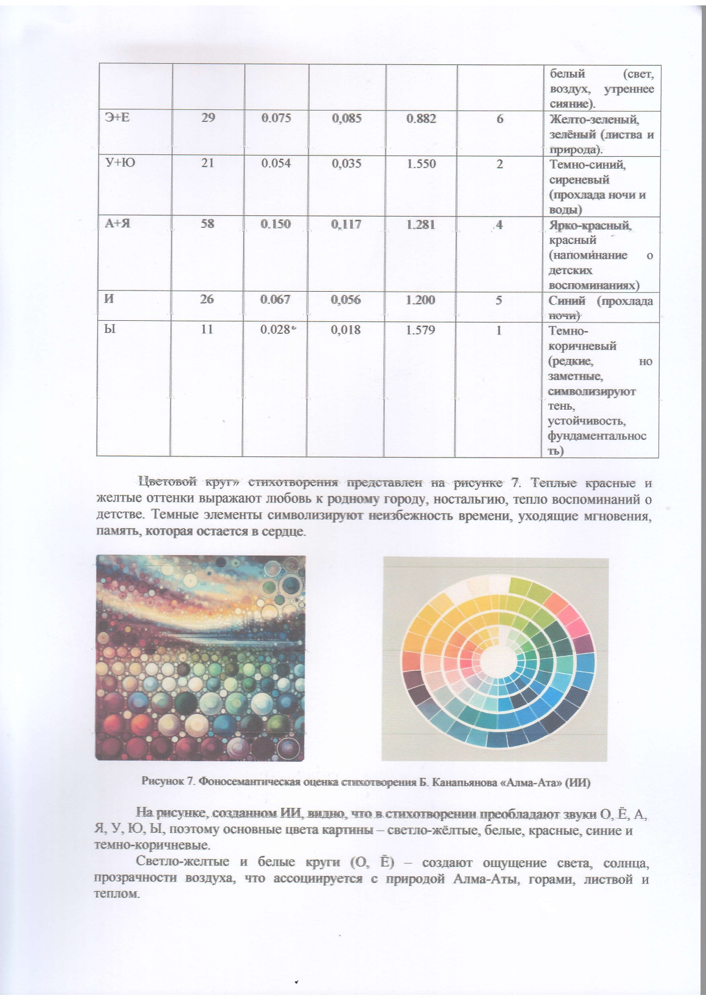 белый (свет,
воздух, утреннее
сияние).
Э+Е 29 0.075 0,085 0.882 6 Желто-зеленый,
зелёный (листва и
природа).
У+Ю 21 0.054 0,035 1.550 2 Темно-синий,
сиреневый
(прохлада ночи и
воды)
А+Я 58 0.150 0,117 1.281 4 Ярко-красный,
красный
(напоминание о
детских
воспоминаниях)
И 26 0.067 0,056 1.200 5 Синий (прохлада
ночи)
Ы 11 0.028 0,018 1.579 1 Темно-
коричневый
(редкие, но
заметные,
символизируют
тень,
устойчивость,
фундаментальнос
ть)
Цветовой круг» стихотворения представлен на рисунке 7. Теплые красные и
желтые оттенки выражают любовь к родному городу, ностальгию, тепло воспоминаний о
детстве. Темные элементы символизируют неизбежность времени, уходящие мгновения,
память, которая остается в сердце.
Рисунок 7. Фоносемантическая оценка стихотворения Б. Канапьянова «Алма-Ата» (ИИ)
На рисунке, созданном ИИ, видно, что в стихотворении преобладают звуки О, Ё, А,
Я, У, Ю, Ы, поэтому основные цвета картины – светло-жёлтые, белые, красные, синие и
темно-коричневые.
Светло-желтые и белые круги (О, Ё) – создают ощущение света, солнца,
прозрачности воздуха, что ассоциируется с природой Алма-Аты, горами, листвой и
теплом.